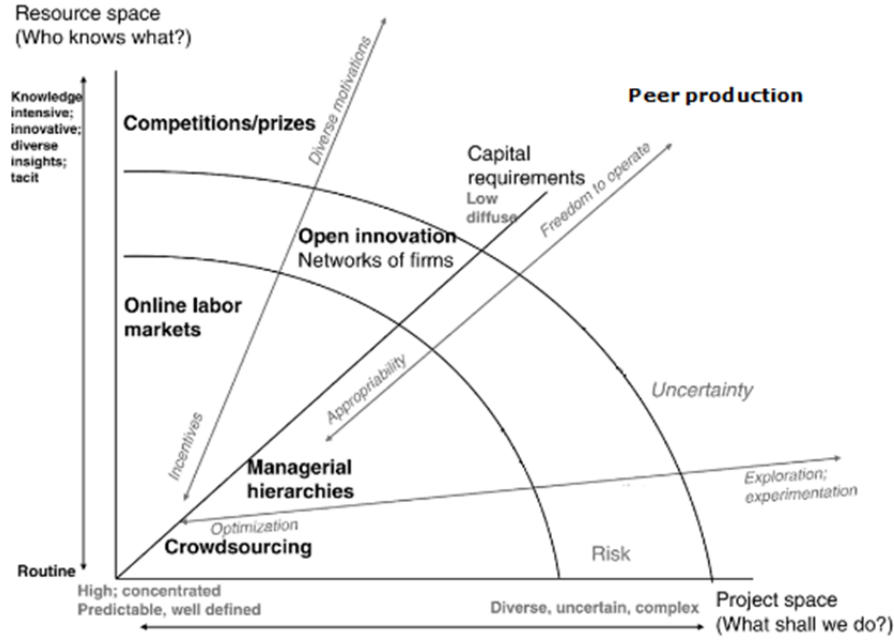 Resource space
(Who knows what?)
Knowledge
intensive;
innovative;
diverse
insights;
tacit
Competitions/prizes
Diverse motivations
Peer production
Capital
requirements
Low
diffuse
Freedom to operate
Open innovation
Networks of firms
Online labor
markets
Appropriability
Uncertainty
Incentives
Managerial
hierarchies
Exploration;
experimentation
Optimization
Crowdsourcing
Risk
Routine
High; concentrated
Predictable, well defined
Diverse, uncertain, complex
Project space
(What shall we do?)